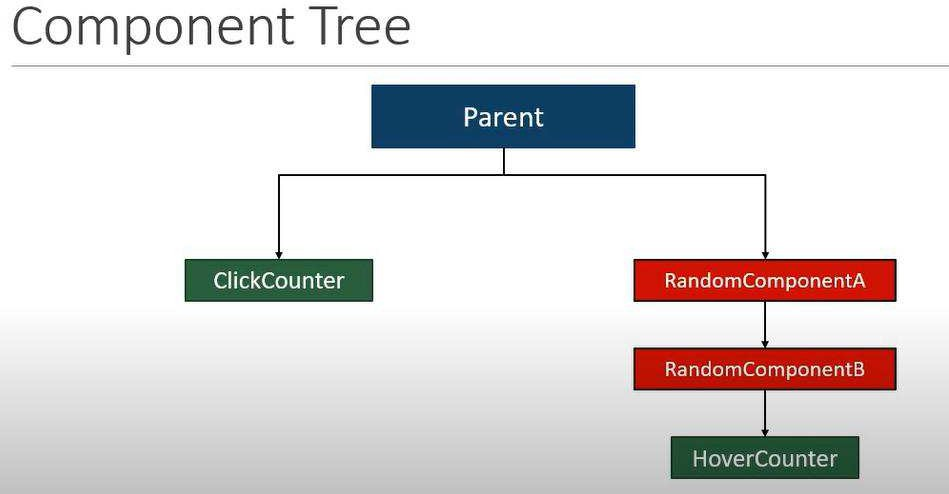 Component Tree
Parent
ClickCounter
RandomComponentA
RandomComponentB
HoverCounter